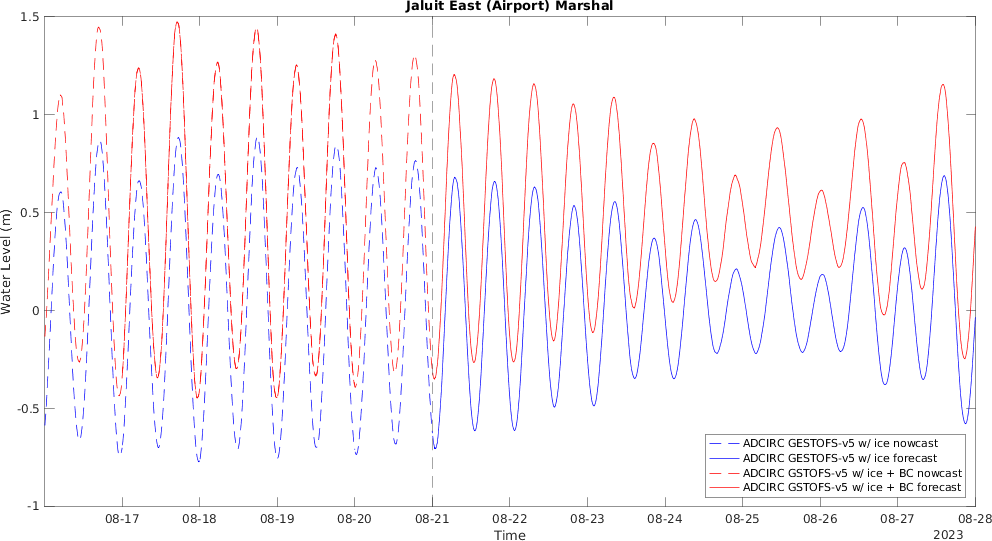 Jaluit East (Airport) Marshal
1.5
1
0.5
0
-0.5
-1
Water Level (m)
ADCIRC GESTOFS-v5 w/ ice nowcast
ADCIRC GESTOFS-v5 w/ ice forecast
ADCIRC GSTOFS-v5 w/ ice + BC nowcast
ADCIRC GSTOFS-v5 w/ ice + BC forecast
08-17 08-18 08-19 08-20 08-21 08-22 08-23 08-24 08-25 08-26 08-27 08-28
Time
2023